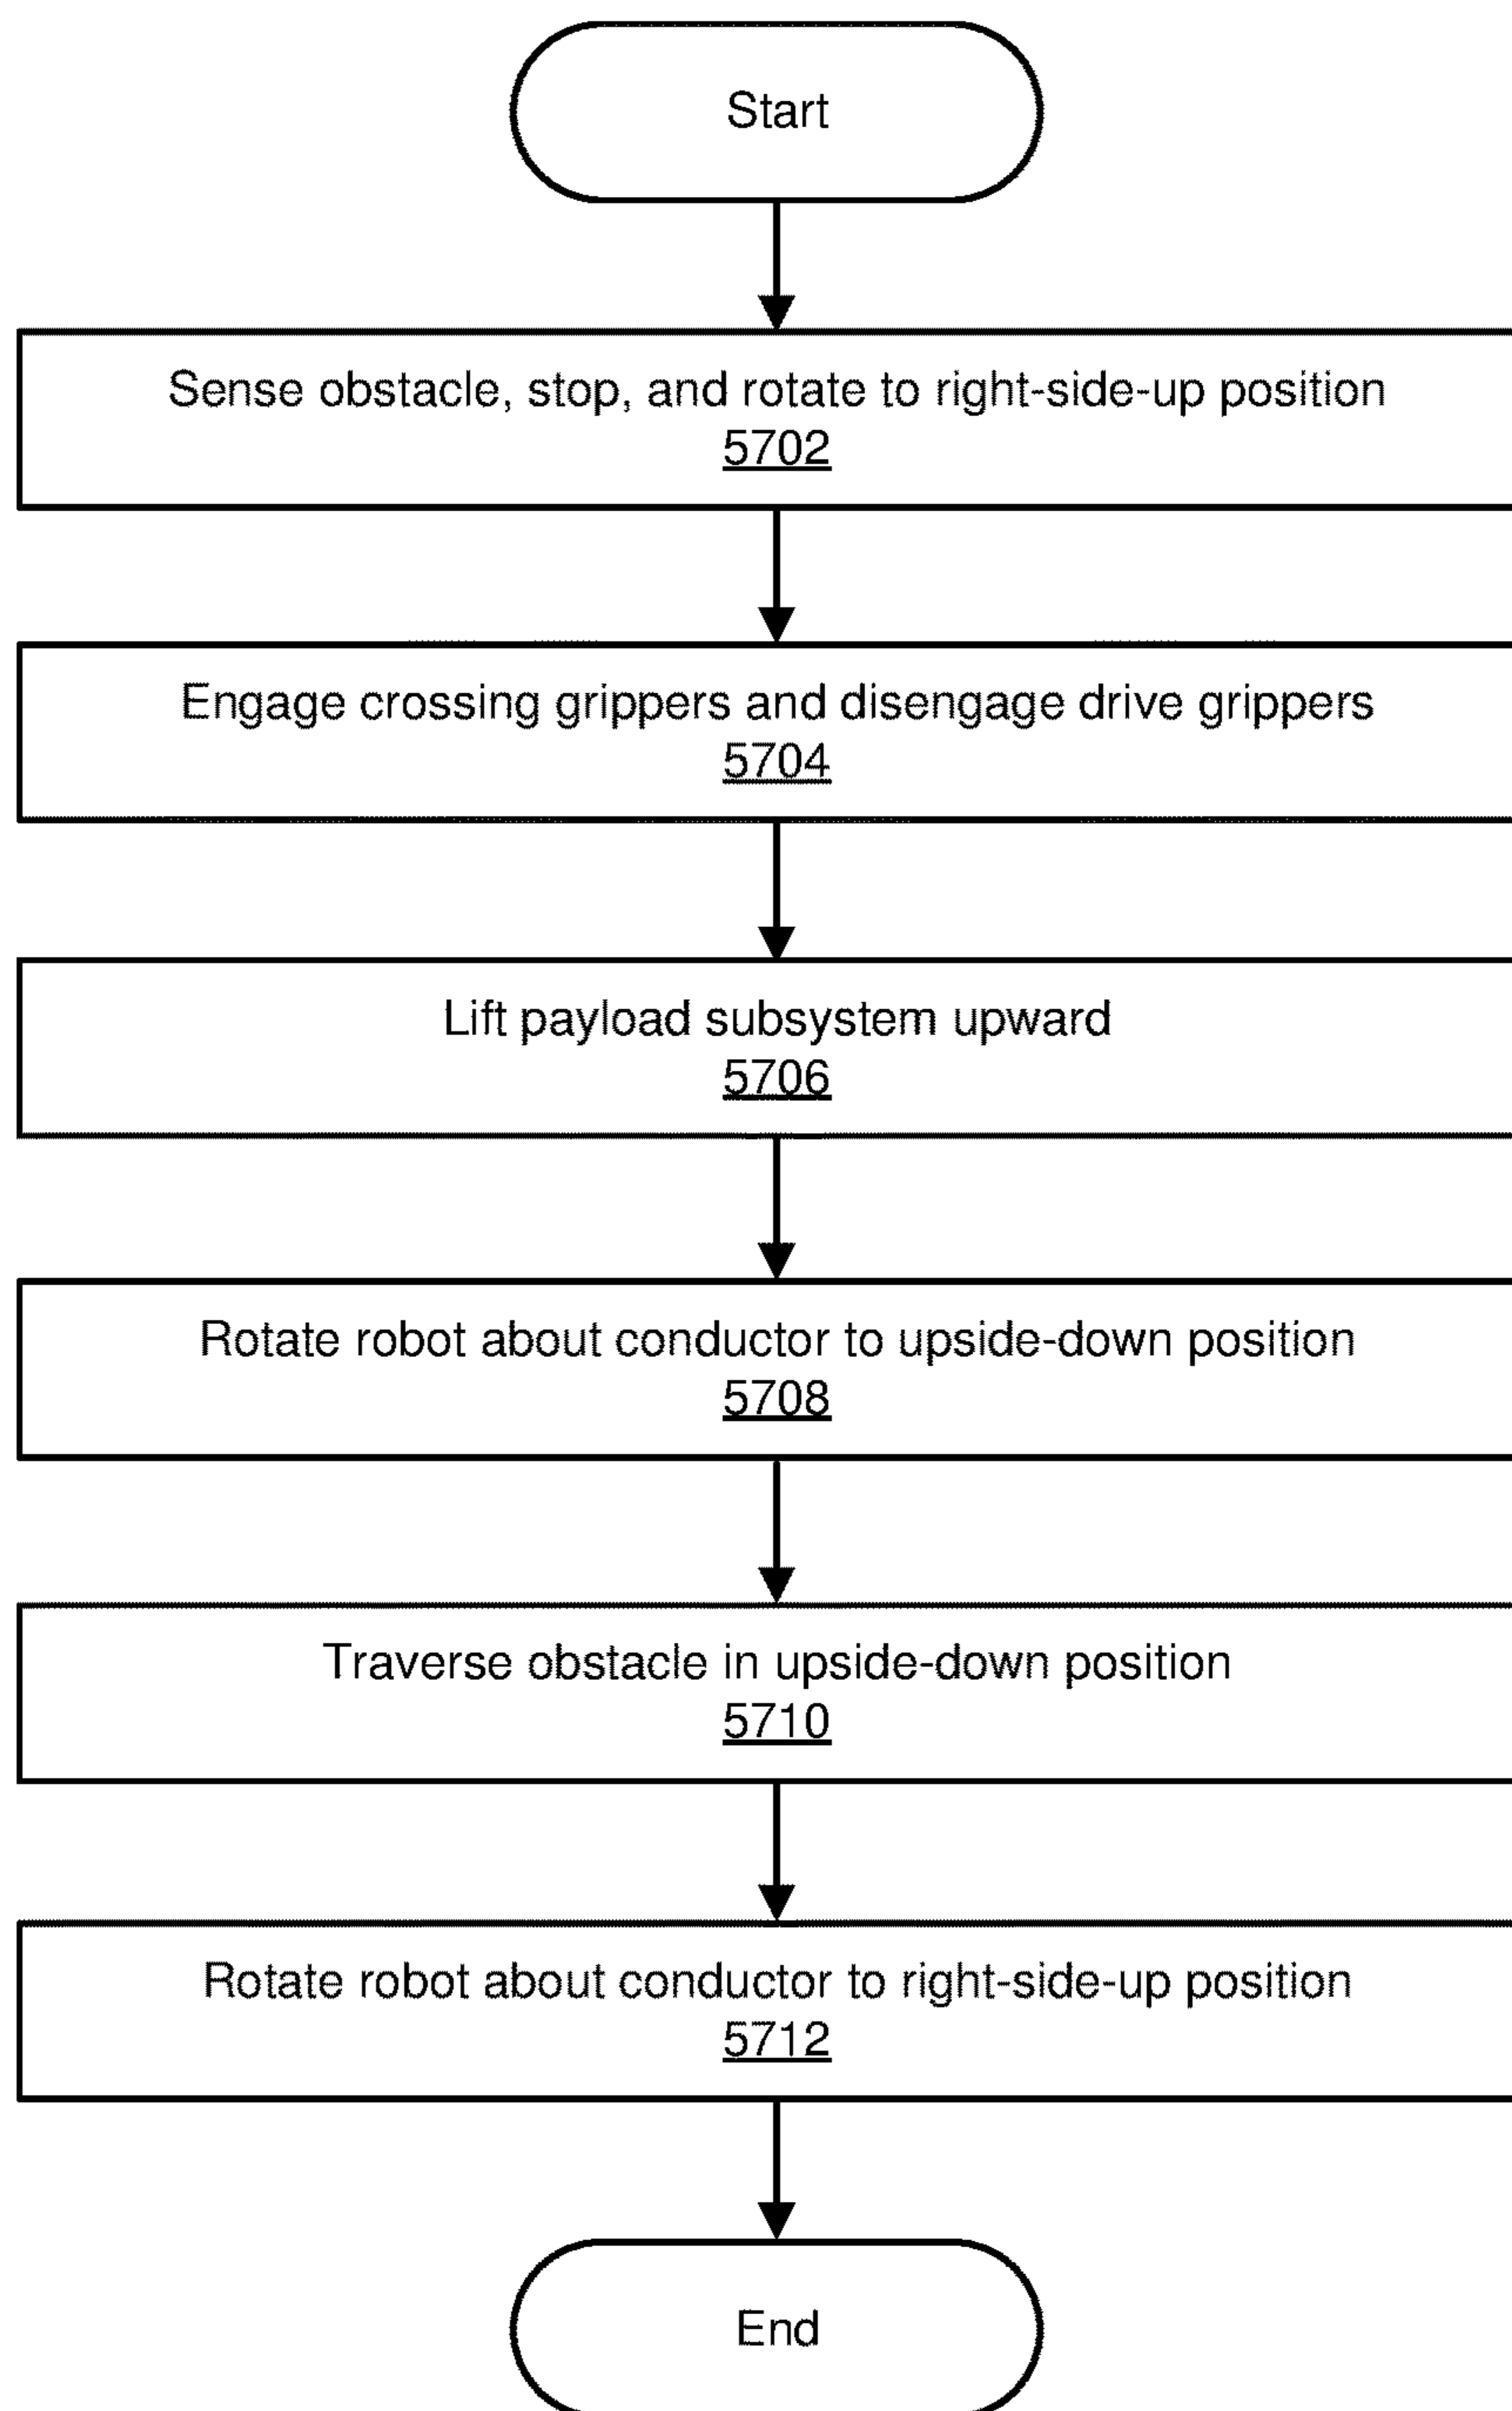 Start
Sense obstacle, stop, and rotate to right-side-up position
5702
Engage crossing grippers and disengage drive grippers
5704
Lift payload subsystem upward
5706
Rotate robot about conductor to upside-down position
5708
Traverse obstacle in upside-down position
5710
Rotate robot about conductor to right-side-up position
5712
End